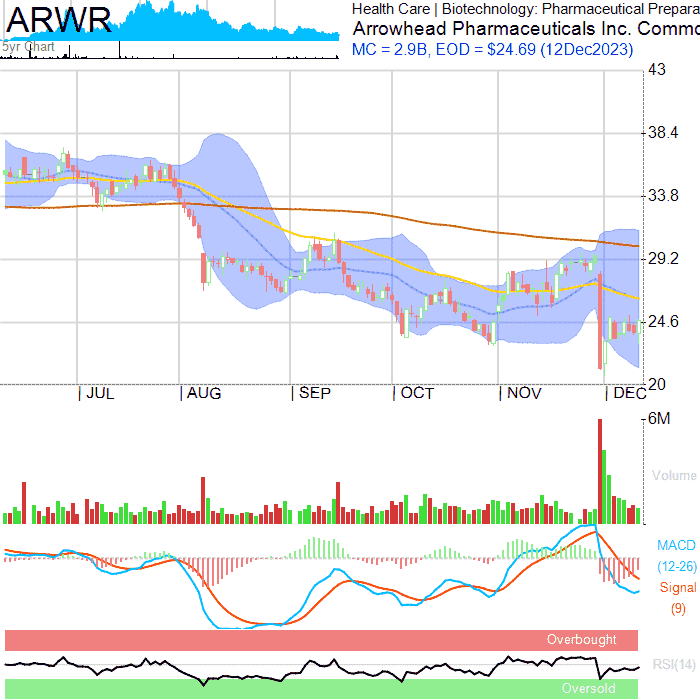 ARWR
5yr Chart
Health Care | Biotechnology: Pharmaceutical Prepara
Arrowhead Pharmaceuticals Inc. Commo
MC = 2.9B, EOD = $24.69 (12Dec2023)
43
38.4
33.8
29.2
24.6
20
| JUL | AUG | SEP | OCT | NOV | DEC
6M
Volume
MACD
(12-26)
Signal
(9)
Overbought
RSI(14)
Oversold